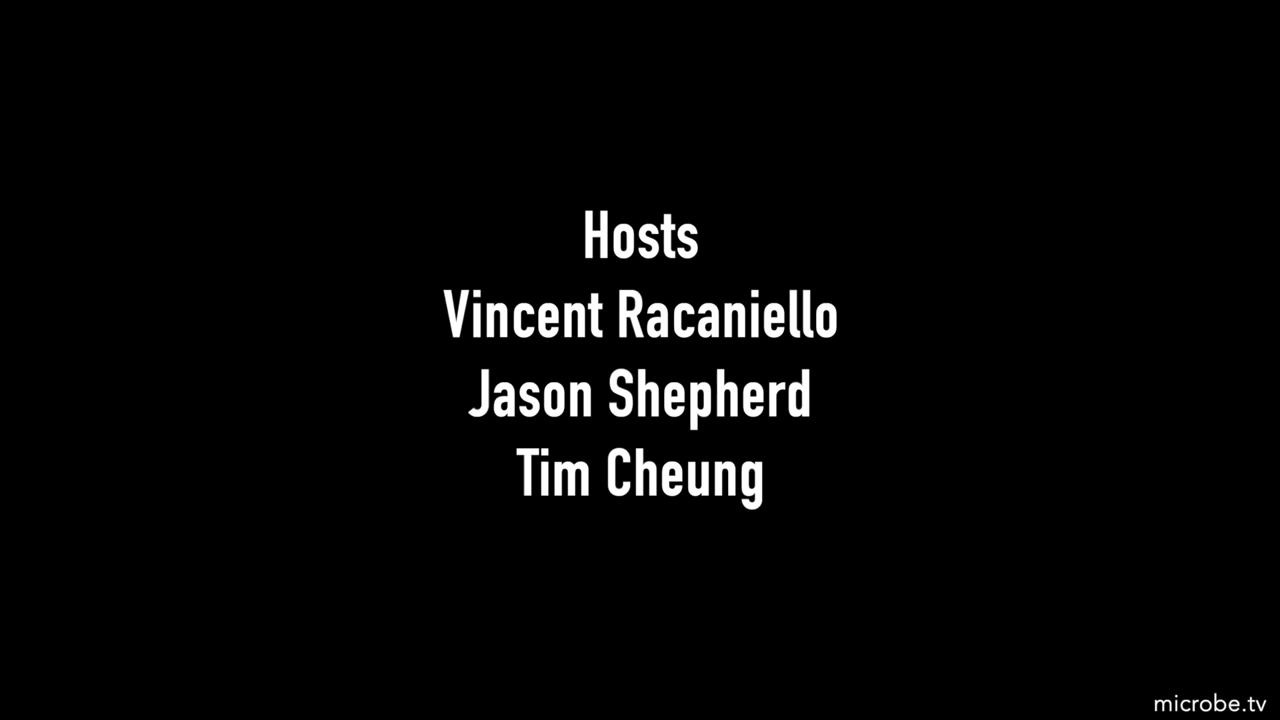 Hosts
Vincent Racaniello
Jason Shepherd
Tim Cheung
microbe.tv